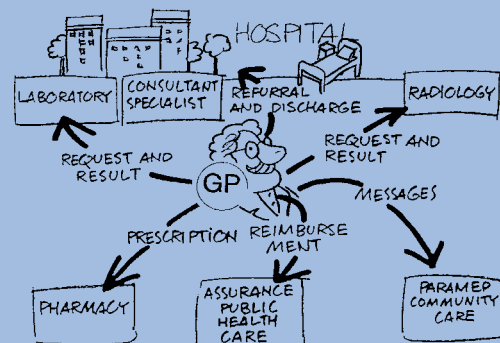 HOSPITAL
LABORATORY
CONSULTANT
SPECIALIST
REFURRAL
AND DISCHARGE
RADIOLOGY
REQUEST AND
RESULT
REQUEST AND
RESULT
GP
MESSAGES
PRESCRIPTION
REIMBURSE
MENT
PHARMACY
ASSURANCE
PUBLIC
HEALTH
CARE
PARAMED
COMMUNITY
CARE